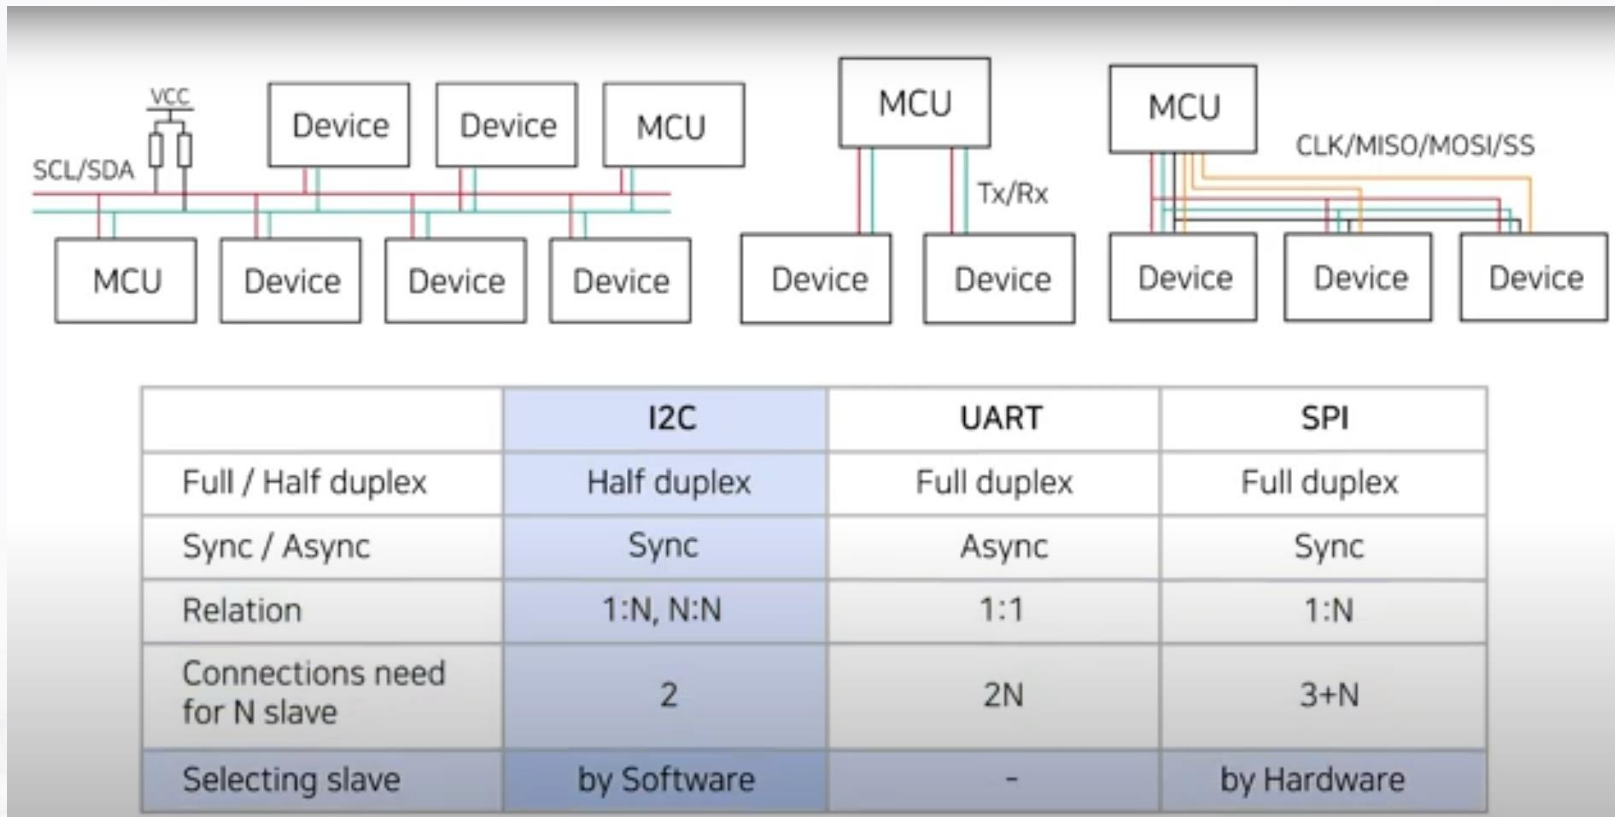 VCC
SCL/SDA
Device
Device
MCU
MCU
Device
Device
Device
MCU
Tx/Rx
Device
Device
MCU
CLK/MISO/MOSI/SS
Device
Device
Device
I2C UART SPI
Full / Half duplex Half duplex Full duplex Full duplex
Sync / Async Sync Async Sync
Relation 1:N, N:N 1:1 1:N
Connections need
for N slave 2 2N 3+N
Selecting slave by Software - by Hardware